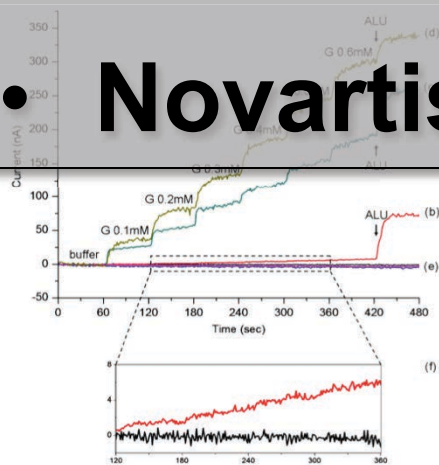 350
ALU
(d)
G 0.6mM
300
250
• Novartis
200
150
ALU
Current (nA)
100
G 0.2mM
50
G 0.1mM
ALU
(b)
buffer
0
(e)
-50
0 60 120 180 240 300 360 420 480
Time (sec)
(f)
8
4
0
120 180 240 300 360